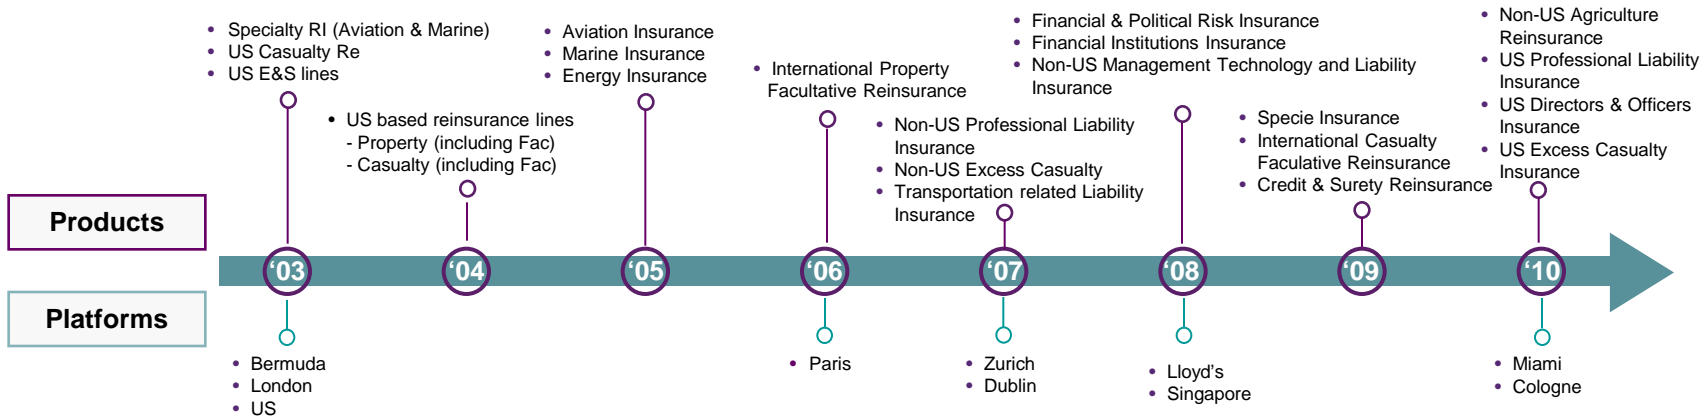 • Specialty RI (Aviation & Marine)
• US Casualty Re
• US E&S lines
• US based reinsurance lines
- Property (including Fac)
- Casualty (including Fac)
• Aviation Insurance
• Marine Insurance
• Energy Insurance
• International Property
Facultative Reinsurance
• Non-US Professional Liability
Insurance
• Non-US Excess Casualty
• Transportation related Liability
Insurance
• Financial & Political Risk Insurance
• Financial Institutions Insurance
• Non-US Management Technology and Liability
Insurance
• Specie Insurance
• International Casualty
Faculative Reinsurance
• Credit & Surety Reinsurance
• Non-US Agriculture
Reinsurance
• US Professional Liability
Insurance
• US Directors & Officers
Insurance
• US Excess Casualty
Insurance
Products
‘03
‘04
‘05
‘06
‘07
‘08
‘09
‘10
Platforms
• Bermuda
• London
• US
• Paris
• Zurich
• Dublin
• Lloyd’s
• Singapore
• Miami
• Cologne